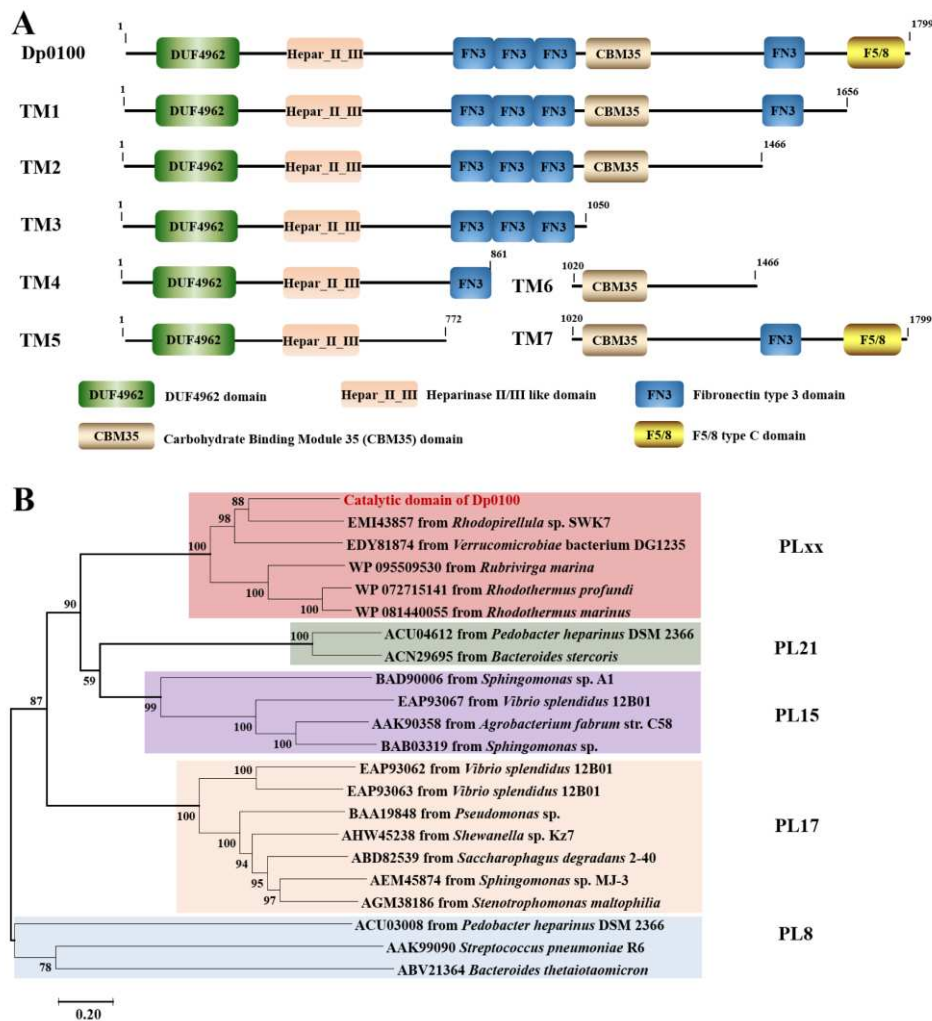 A
1
1799
Dp0100
DUF4962
Hepar_II_III
FN3
FN3
FN3
CBM35
FN3
F5/8
1
1656
TM1
DUF4962
Hepar_II_III
FN3
FN3
FN3
CBM35
FN3
1
1466
TM2
DUF4962
Hepar_II_III
FN3
FN3
FN3
CBM35
1
1050
TM3
DUF4962
Hepar_II_III
FN3
FN3
FN3
1
861
TM4
DUF4962
Hepar_II_III
FN3
1020
1466
TM6
CBM35
1
772
TM5
DUF4962
Hepar_II_III
1020
1799
TM7
CBM35
FN3
F5/8
DUF4962
DUF4962 domain
Hepar_II_III
Heparinase II/III like domain
FN3
Fibronectin type 3 domain
CBM35
Carbohydrate Binding Module 35 (CBM35) domain
F5/8
F5/8 type C domain
B
88
Catalytic domain of Dp0100
98
EMI43857 from Rhodopirellula sp. SWK7
100
EDY81874 from Verrucomicrobiae bacterium DG1235
PLxx
WP 095509530 from Rubrivirga marina
100
WP 072715141 from Rhodothermus profundi
100
WP 081440055 from Rhodothermus marinus
90
100
ACU04612 from Pedobacter heparinus DSM 2366
PL21
ACN29695 from Bacteroides stercoris
59
BAD90006 from Sphingomonas sp. A1
99
EAP93067 from Vibrio splendidus 12B01
87
PL15
100
AAK90358 from Agrobacterium fabrum str. C58
100
BAB03319 from Sphingomonas sp.
100
EAP93062 from Vibrio splendidus 12B01
EAP93063 from Vibrio splendidus 12B01
100
BAA19848 from Pseudomonas sp.
PL17
AHW45238 from Shewanella sp. Kz7
94
ABD82539 from Saccharophagus degradans 2-40
95
AEM45874 from Sphingomonas sp. MJ-3
97
AGM38186 from Stenotrophomonas maltophilia
ACU03008 from Pedobacter heparinus DSM 2366
PL8
AAK99090 Streptococcus pneumoniae R6
78
ABV21364 Bacteroides thetaiotaomicron
0.20